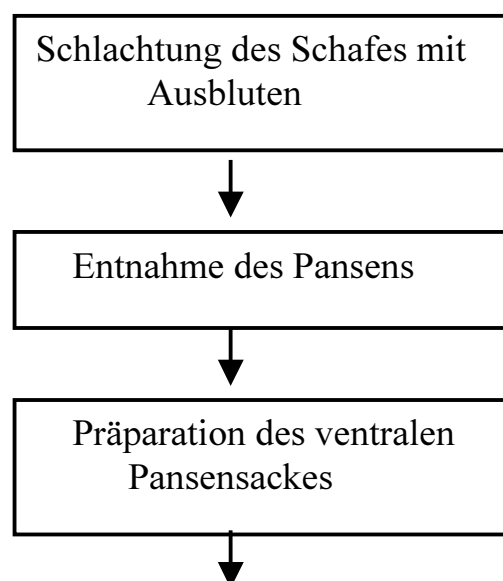 Schlachtung des Schafes mit
Ausbluten
Entnahme des Pansens
Präparation des ventralen
Pansensackes